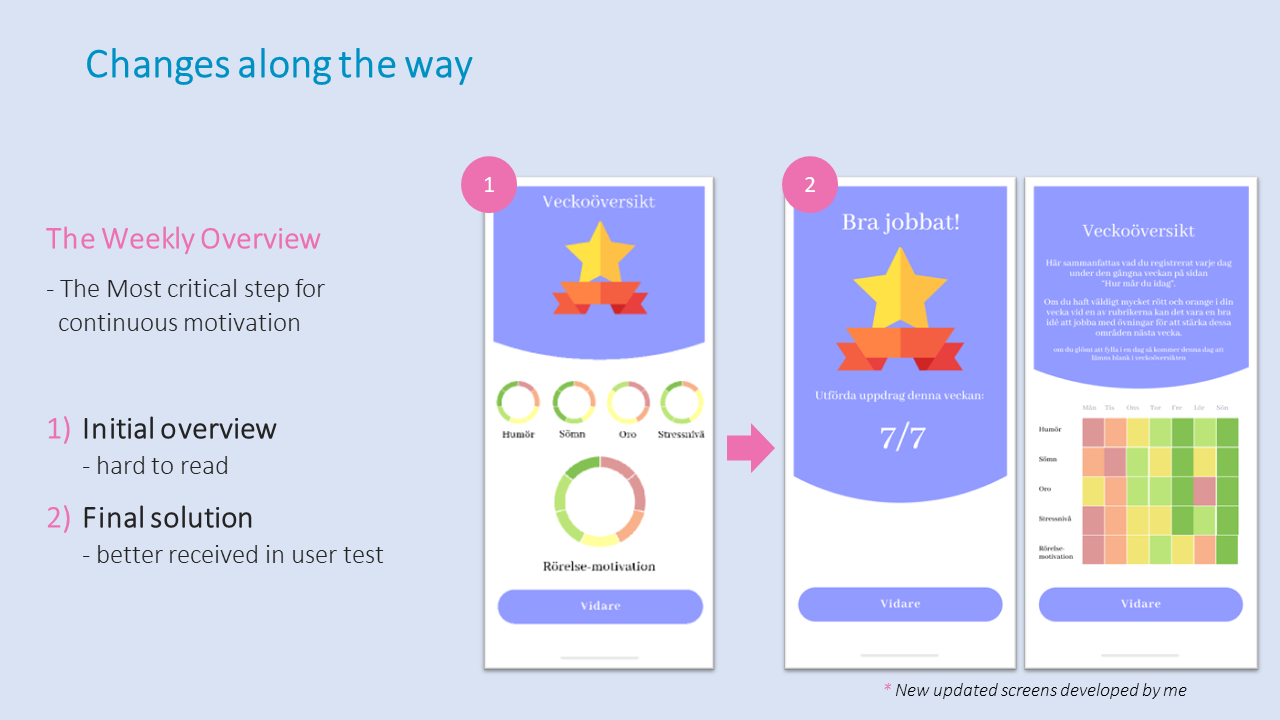 Changes along the way
The Weekly Overview
- The Most critical step for
continuous motivation
1) Initial overview
- hard to read
2) Final solution
- better received in user test
1
Veckoöversikt
Humör Sömn Oro Stressnivå
Rörelse-motivation
Vidare
2
Bra jobbat!
Utförda uppdrag denna veckan:
7/7
Vidare
Veckoöversikt
Här sammanfattas vad du registrerat varje dag
under den gångna veckan på sidan
"Hur mår du idag".
Om du haft väldigt mycket rött och orange i din
vecka vid en av rubrikerna kan det vara en bra
idé att jobba med övningar för att stärka dessa
områden nästa vecka.
om du glömt att fylla i en dag så kommer denna dag att
lämna blank i veckoöversikten
Mån Tis Ons Tor Fre Lör Sön
Humör
Sömn
Oro
Stressnivå
Rörelse-
motivation
Vidare
* New updated screens developed by me